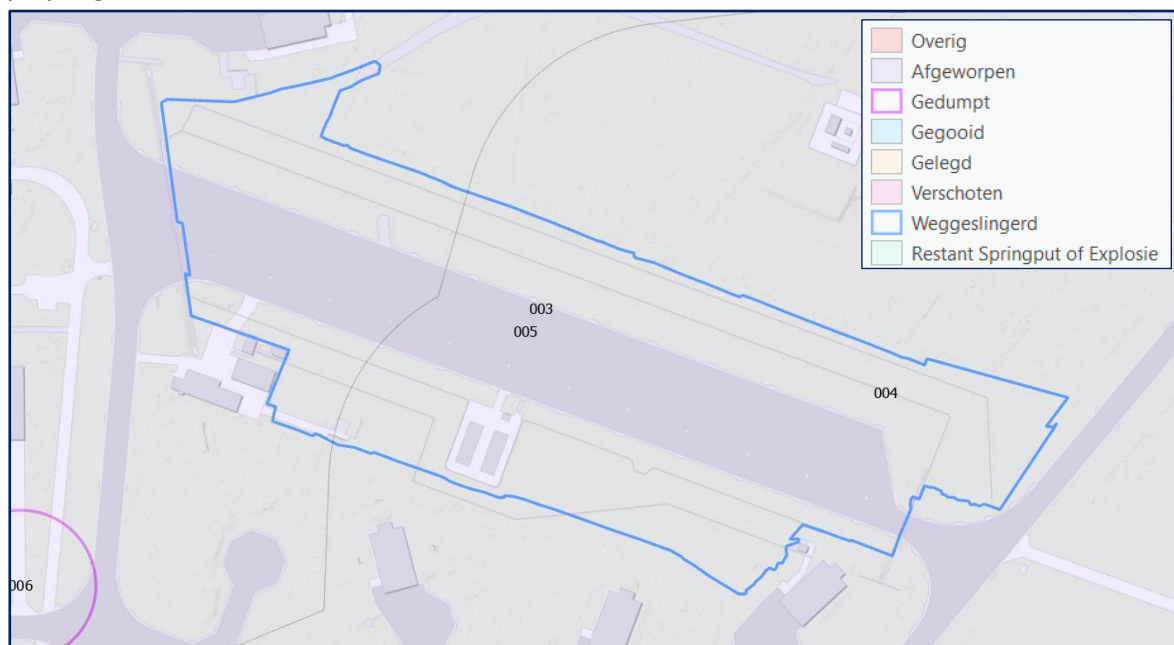 Overig
Afgeworpen
Gedumpt
Gegooid
Gelegd
Verschoten
Weggeslingerd
Restant Springput of Explosie
003
005
004
006